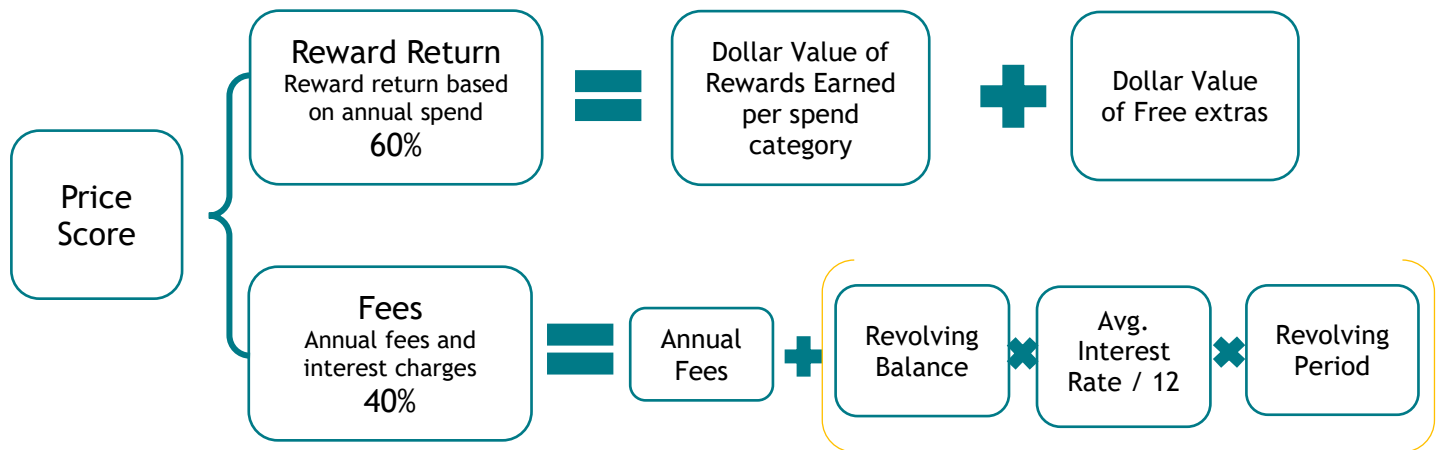 Price
Score
Reward Return
Reward return based
on annual spend
60%
Dollar Value of
Rewards Earned
per spend
category
Dollar Value
of Free extras
Fees
Annual fees and
interest charges
40%
Annual
Fees
Revolving
Balance
Avg.
Interest
Rate / 12
Revolving
Period